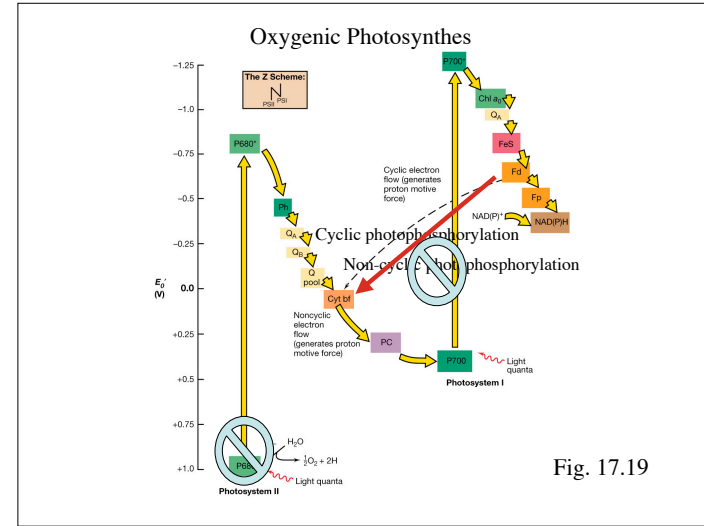 Oxygenic Photosynthes
−1.25
−1.0
−0.75
−0.5
−0.25
0.0
+0.25
+0.5
+0.75
+1.0
E0′
(V)
The Z Scheme:
N
PSII
PSI
P680*
Ph
QA
QB
Q
pool
Cyt bf
Noncyclic
electron
flow
(generates proton
motive force)
PC
P700
P700*
Chl a0
QA
FeS
Fd
Fp
NAD(P)+
NAD(P)H
Cyclic electron
flow (generates
proton motive
force)
Cyclic photophosphorylation
Non-cyclic photophosphorylation
Light
quanta
Photosystem I
H2O
½O2 + 2H
P68
Light quanta
Photosystem II
Fig. 17.19